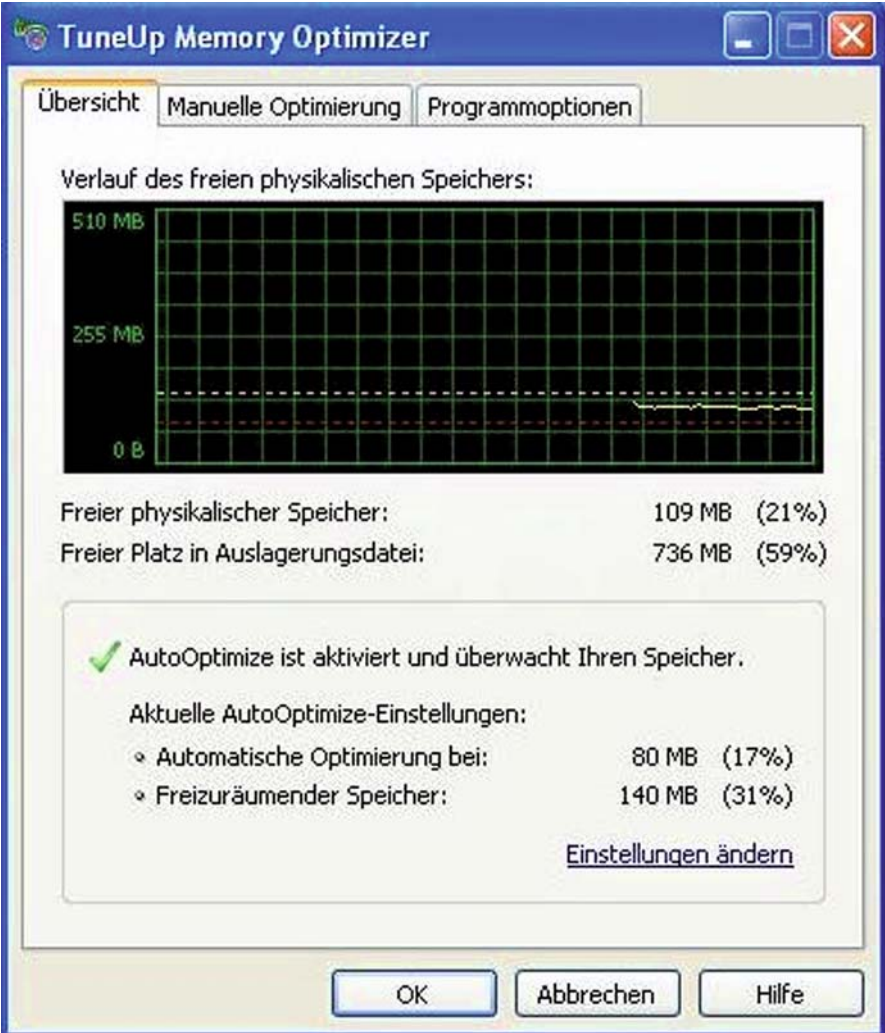 TuneUp Memory Optimizer
Übersicht Manuelle Optimierung Programmoptionen
Verlauf des freien physikalischen Speichers:
510 MB
255 MB
0 B
Freier physikalischer Speicher: 109 MB (21%)
Freier Platz in Auslagerungsdatei: 736 MB (59%)
AutoOptimize ist aktiviert und überwacht Ihren Speicher.
Aktuelle AutoOptimize-Einstellungen:
Automatische Optimierung bei: 80 MB (17%)
Freizuräumender Speicher: 140 MB (31%)
Einstellungen ändern
OK Abbrechen Hilfe